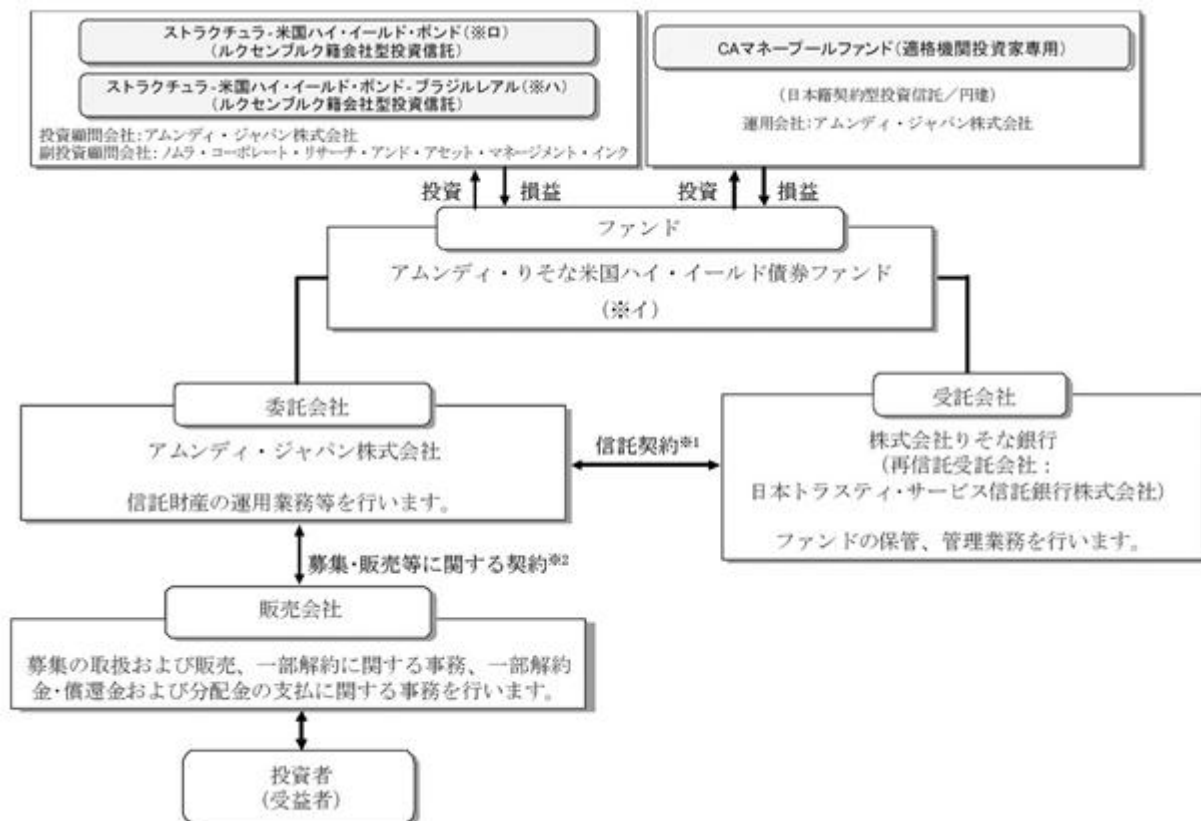 ストラクチュラ-米国ハイ・イールド・ボンド(※ロ)
(ルクセンブルク籍会社型投資信託)
ストラクチュラ-米国ハイ・イールド・ボンド-ブラジルレアル(※ハ)
(ルクセンブルク籍会社型投資信託)
投資顧問会社:アムンディ・ジャパン株式会社
副投資顧問会社:ノムラ・コーポレート・リサーチ・アンド・アセット・マネージメント・インク
CAマネープールファンド(適格機関投資家専用)
(日本籍契約型投資信託/円建)
運用会社:アムンディ・ジャパン株式会社
投資 損益 投資 損益
ファンド
アムンディ・りそな米国ハイ・イールド債券ファンド
(※イ)
委託会社
アムンディ・ジャパン株式会社
信託財産の運用業務等を行います。
信託契約※1
受託会社
株式会社りそな銀行
(再信託受託会社:
日本トラスティ・サービス信託銀行株式会社)
ファンドの保管、管理業務を行います。
募集・販売等に関する契約※2
販売会社
募集の取扱および販売、一部解約に関する事務、一部解約
金・償還金および分配金の支払に関する事務を行います。
投資者
(受益者)